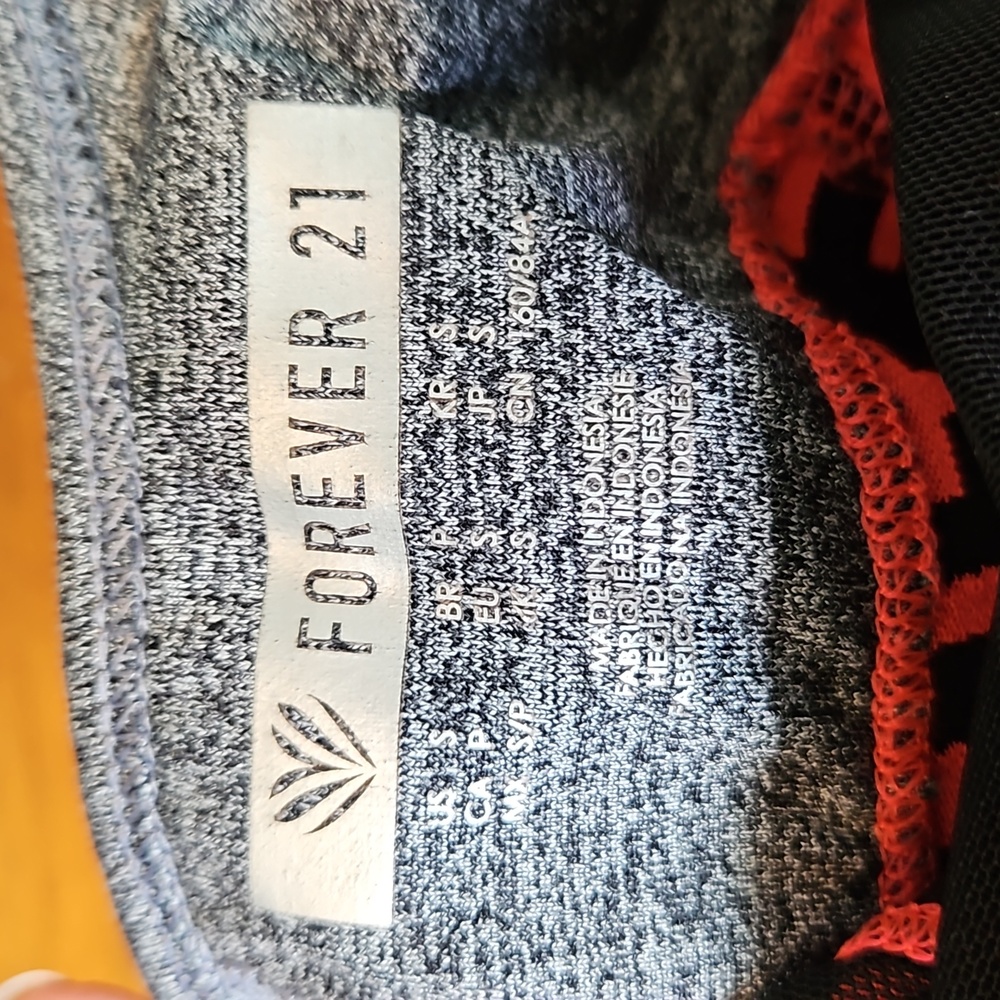 FOREVER 21
US S BR P KR S
CA P EU S JP S
MX S/P UK S CN 160/84A
MADE IN INDONESIA
FABRIQUÉ EN INDONESIE
HECHO EN INDONESIA
FABRICADO NA INDONESIA